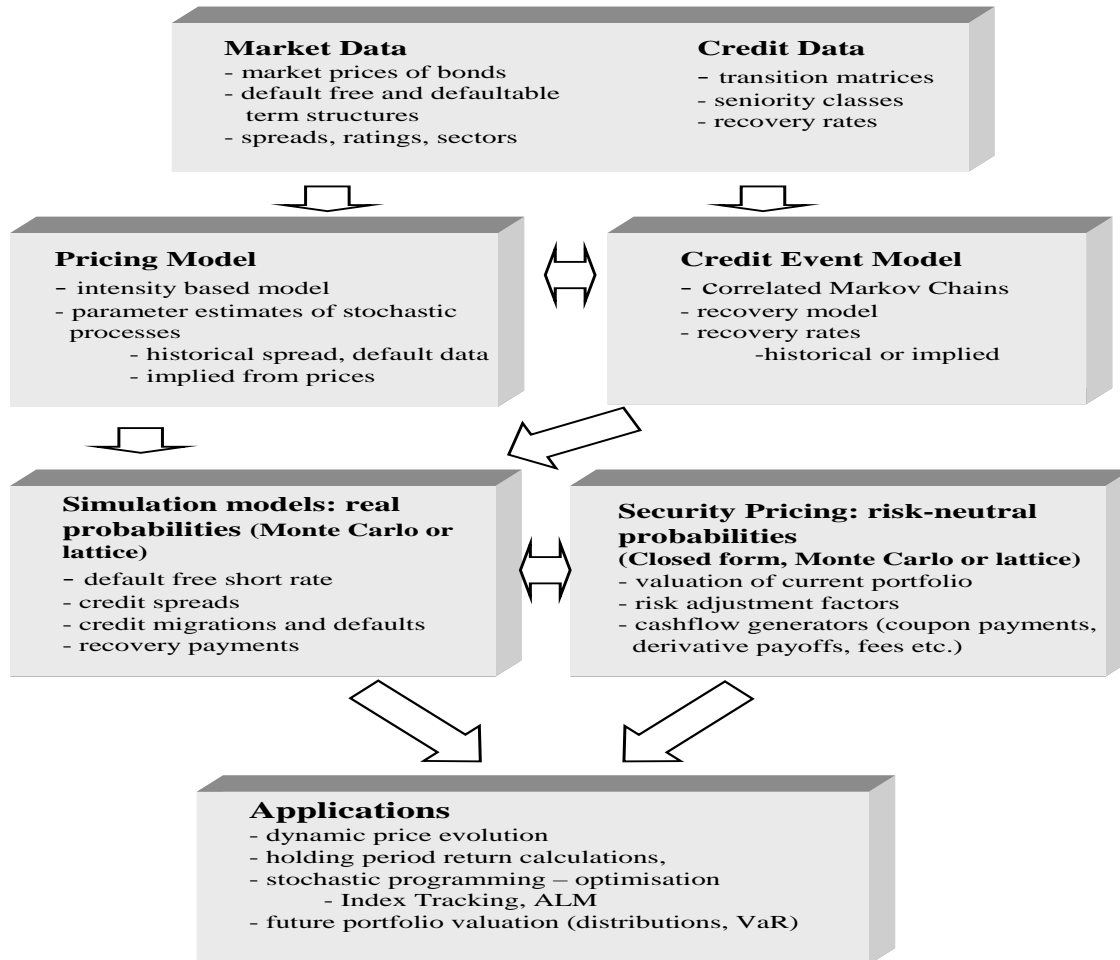 Market Data
- market prices of bonds
- default free and defaultable
term structures
- spreads, ratings, sectors
Credit Data
- transition matrices
- seniority classes
- recovery rates
Pricing Model
- intensity based model
- parameter estimates of stochastic
processes
- historical spread, default data
- implied from prices
Credit Event Model
- correlated Markov Chains
- recovery model
- recovery rates
-historical or implied
Simulation models: real
probabilities (Monte Carlo or
lattice)
- default free short rate
- credit spreads
- credit migrations and defaults
- recovery payments
Security Pricing: risk-neutral
probabilities
(Closed form, Monte Carlo or lattice)
- valuation of current portfolio
- risk adjustment factors
- cashflow generators (coupon payments,
derivative payoffs, fees etc.)
Applications
- dynamic price evolution
- holding period return calculations,
- stochastic programming – optimisation
- Index Tracking, ALM
- future portfolio valuation (distributions, VaR)